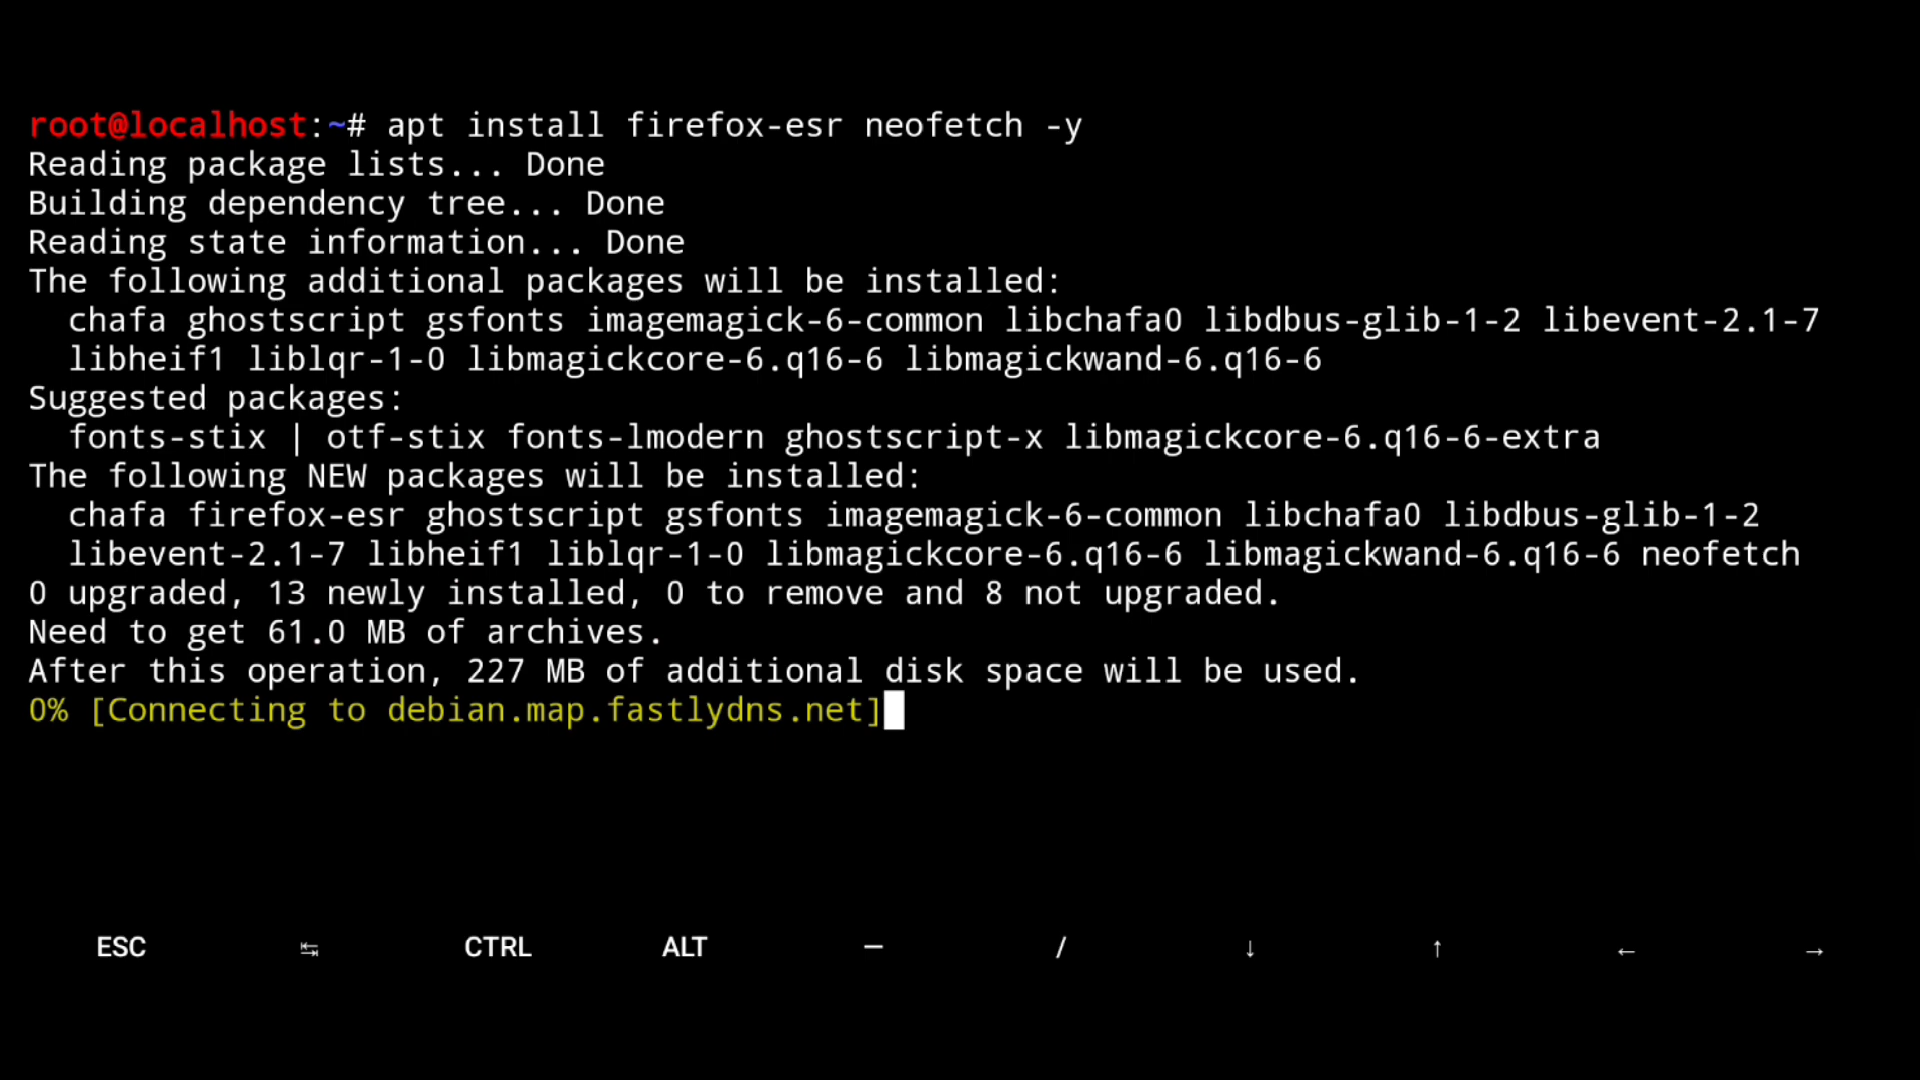 root@localhost:~# apt install firefox-esr neofetch -y
Reading package lists... Done
Building dependency tree... Done
Reading state information... Done
The following additional packages will be installed:
  chafa ghostscript gsfonts imagemagick-6-common libchafa0 libdbus-glib-1-2 libevent-2.1-7
  libheif1 liblqr-1-0 libmagickcore-6.q16-6 libmagickwand-6.q16-6
Suggested packages:
  fonts-stix | otf-stix fonts-lmodern ghostscript-x libmagickcore-6.q16-6-extra
The following NEW packages will be installed:
  chafa firefox-esr ghostscript gsfonts imagemagick-6-common libchafa0 libdbus-glib-1-2
  libevent-2.1-7 libheif1 liblqr-1-0 libmagickcore-6.q16-6 libmagickwand-6.q16-6 neofetch
0 upgraded, 13 newly installed, 0 to remove and 8 not upgraded.
Need to get 61.0 MB of archives.
After this operation, 227 MB of additional disk space will be used.
0% [Connecting to debian.map.fastlydns.net]
ESC ↹ CTRL ALT — / ↓ ↑ ← →